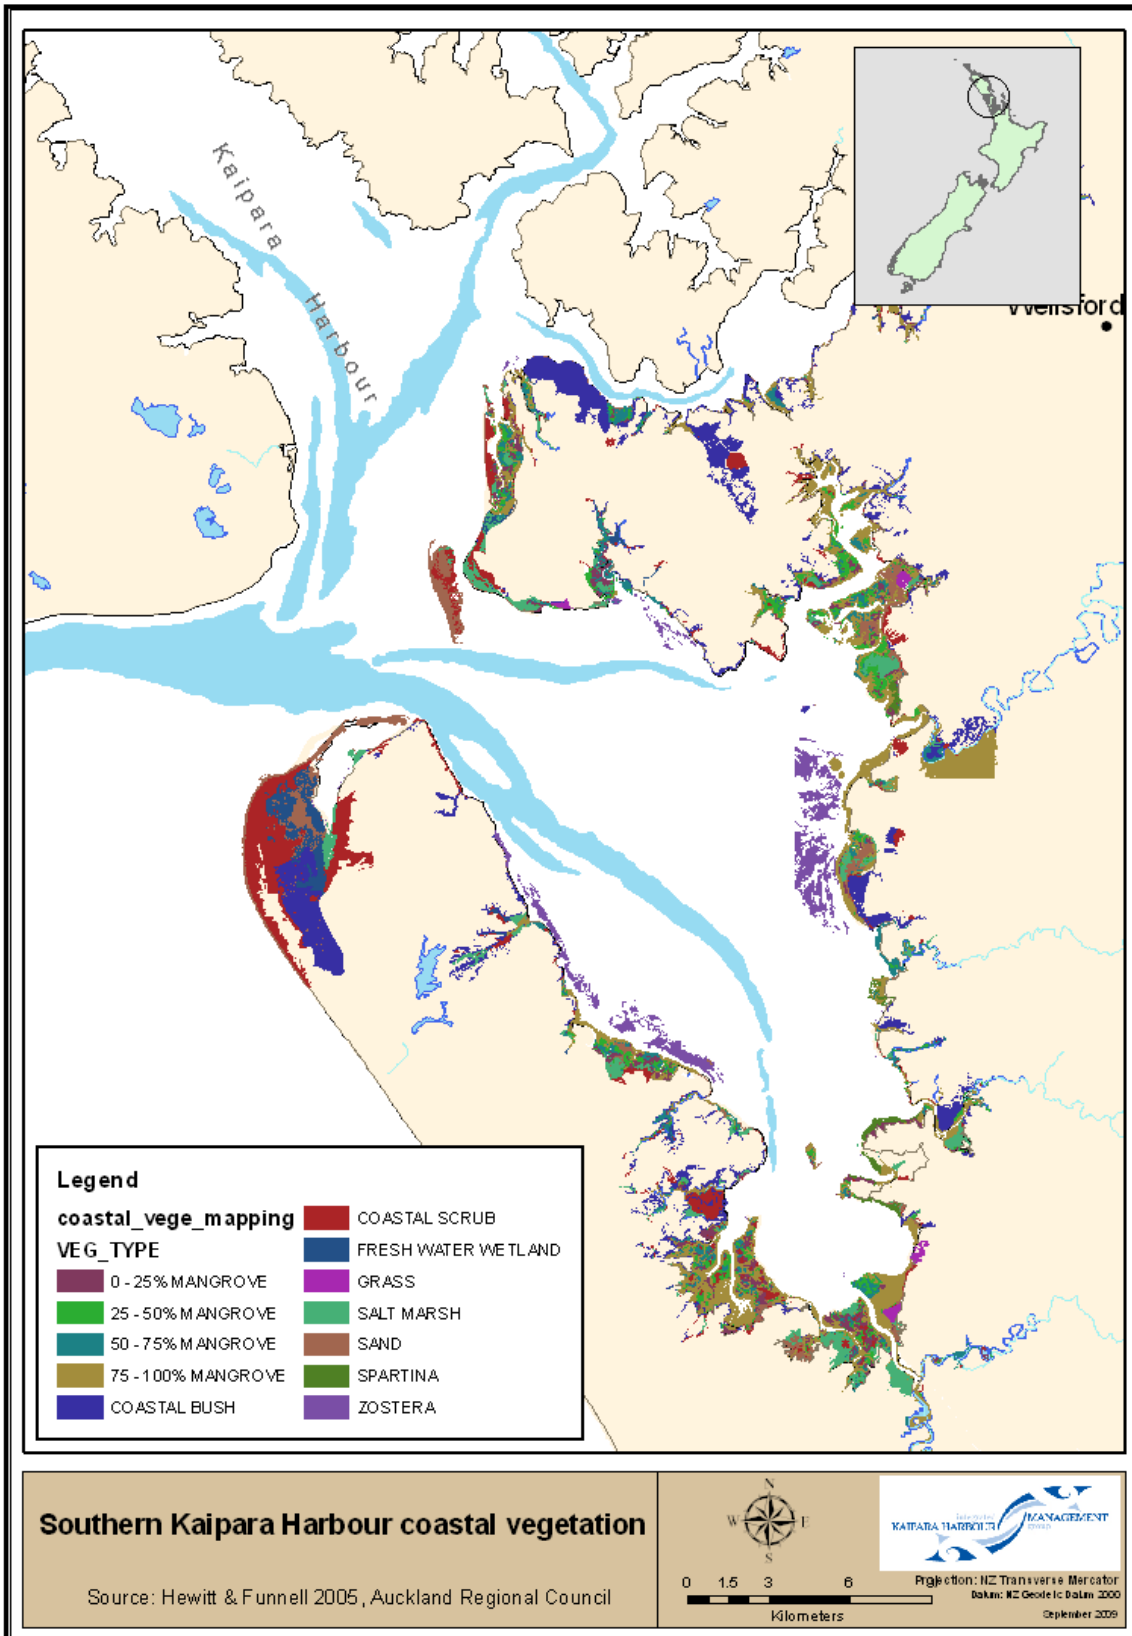 Kaipara
Harbour
Wellsford
Legend
coastal_vege_mapping
VEG_TYPE
0 - 25% MANGROVE
25 - 50% MANGROVE
50 - 75% MANGROVE
75 - 100% MANGROVE
COASTAL BUSH
COASTAL SCRUB
FRESH WATER WETLAND
GRASS
SALT MARSH
SAND
SPARTINA
ZOSTERA
Southern Kaipara Harbour coastal vegetation
Source: Hewitt & Funnell 2005, Auckland Regional Council
N
W E
S
0 1.5 3 6 9
Kilometers
integrated
KAIPARA HARBOUR MANAGEMENT
group
Projection: NZ Transverse Mercator
Datum: NZ Geodetic Datum 2000
September 2009